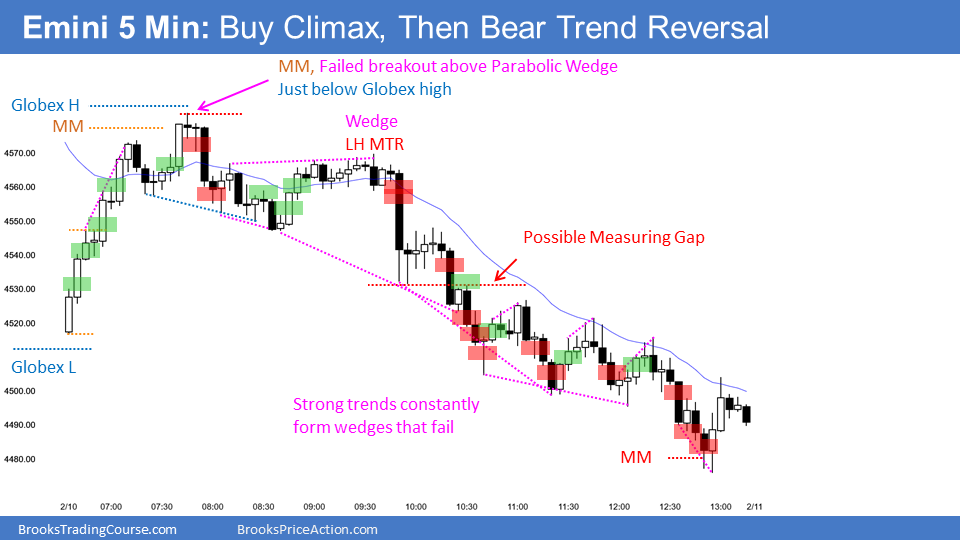 Emini 5 Min: Buy Climax, Then Bear Trend Reversal
MM, Failed breakout above Parabolic Wedge
Just below Globex high
Globex H
MM
Wedge
LH MTR
4570.00
4560.00
4550.00
4540.00
4530.00
4520.00
4500.00
4490.00
4480.00
Possible Measuring Gap
Globex L
Strong trends constantly
form wedges that fail
MM
2/10 07:00 07:30 08:00 08:30 09:00 09:30 10:00 10:30 11:00 11:30 12:00 12:30 13:00 2/11
BrooksTradingCourse.com BrooksPriceAction.com